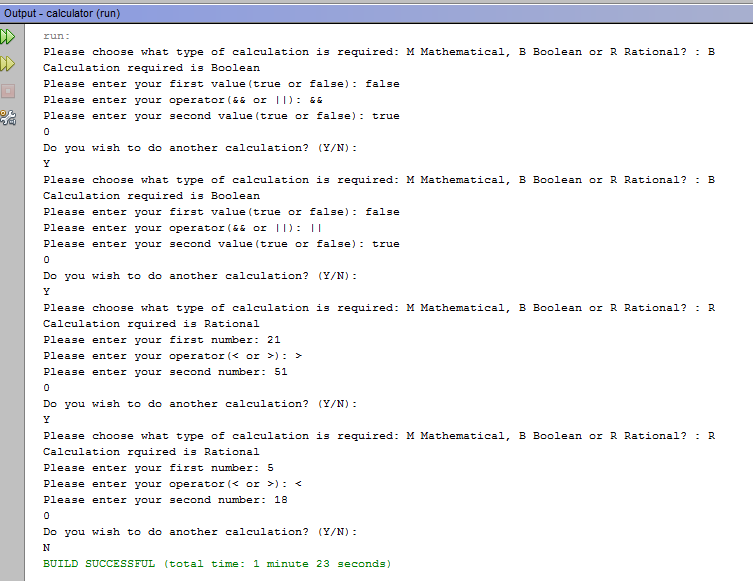 Output - calculator (run)
run:
Please choose what type of calculation is required: M Mathematical, B Boolean or R Rational? : B
Calculation required is Boolean
Please enter your first value(true or false): false
Please enter your operator(&& or ||): &&
Please enter your second value(true or false): true
0
Do you wish to do another calculation? (Y/N):
Y
Please choose what type of calculation is required: M Mathematical, B Boolean or R Rational? : B
Calculation required is Boolean
Please enter your first value(true or false): false
Please enter your operator(&& or ||): ||
Please enter your second value(true or false): true
0
Do you wish to do another calculation? (Y/N):
Y
Please choose what type of calculation is required: M Mathematical, B Boolean or R Rational? : R
Calculation rquired is Rational
Please enter your first number: 21
Please enter your operator(< or >): >
Please enter your second number: 51
0
Do you wish to do another calculation? (Y/N):
Y
Please choose what type of calculation is required: M Mathematical, B Boolean or R Rational? : R
Calculation rquired is Rational
Please enter your first number: 5
Please enter your operator(< or >): <
Please enter your second number: 18
0
Do you wish to do another calculation? (Y/N):
N
BUILD SUCCESSFUL (total time: 1 minute 23 seconds)